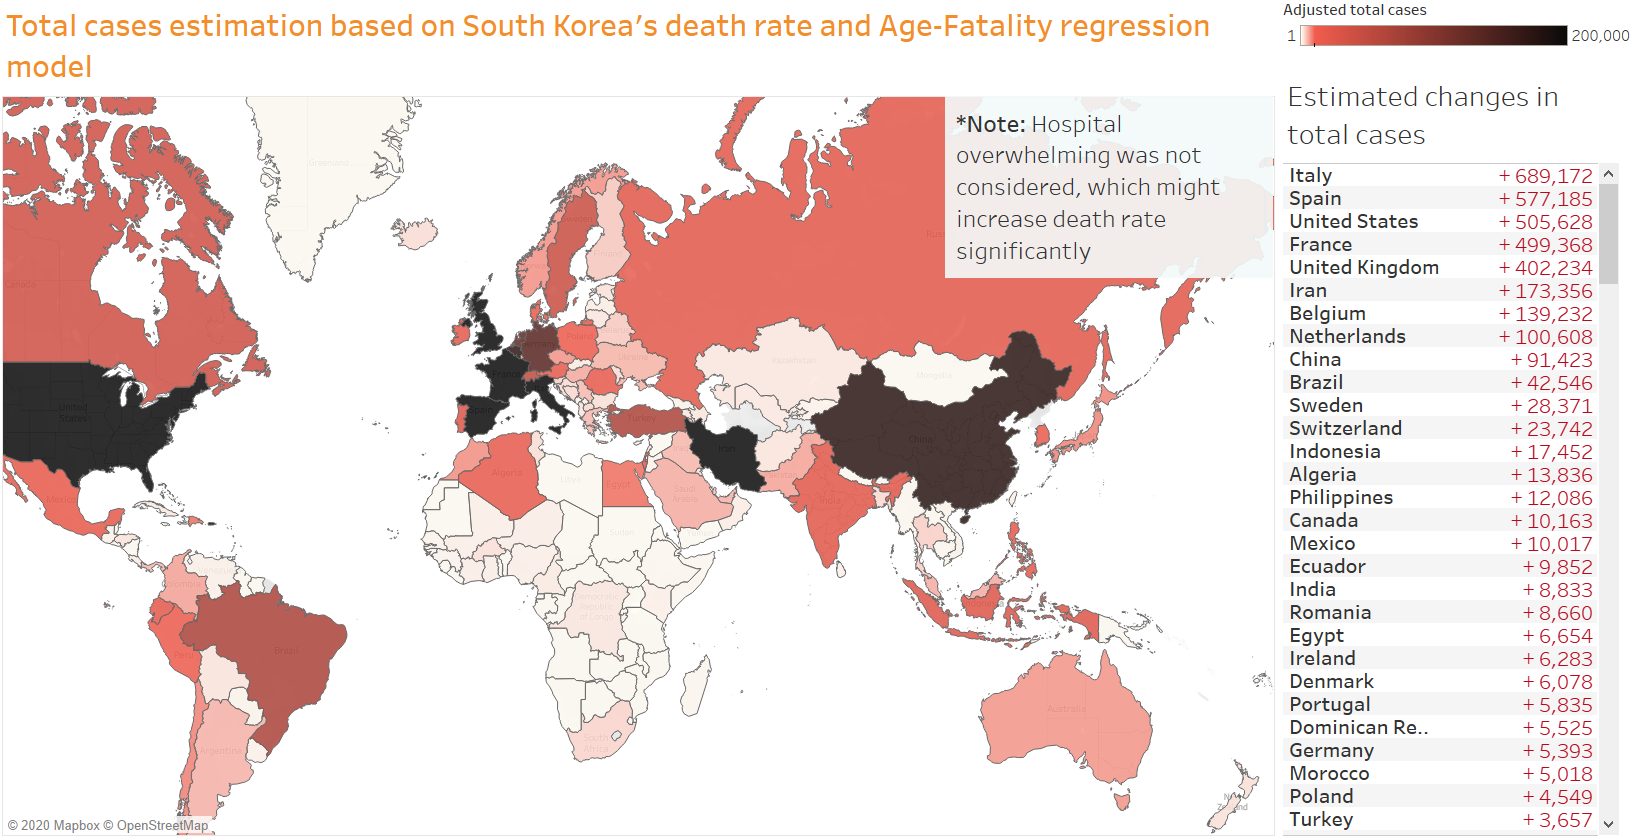 Total cases estimation based on South Korea's death rate and Age-Fatality regression
model
Adjusted total cases
1
200,000
*Note: Hospital
overwhelming was not
considered, which might
increase death rate
significantly
Estimated changes in
total cases
Italy + 689,172
Spain + 577,185
United States + 505,628
France + 499,368
United Kingdom + 402,234
Iran + 173,356
Belgium + 139,232
Netherlands + 100,608
China + 91,423
Brazil + 42,546
Sweden + 28,371
Switzerland + 23,742
Indonesia + 17,452
Algeria + 13,836
Philippines + 12,086
Canada + 10,163
Mexico + 10,017
Ecuador + 9,852
India + 8,833
Romania + 8,660
Egypt + 6,654
Ireland + 6,283
Denmark + 6,078
Portugal + 5,835
Dominican Re.. + 5,525
Germany + 5,393
Morocco + 5,018
Poland + 4,549
Turkey + 3,657
Greenland
Canada
Sweden
Finland
Poland
Ukraine
France
Spain
Turkey
Kazakhstan
Mongolia
China
United
States
Mexico
Algeria
Libya
Egypt
Iran
Saudi
Arabia
India
Sudan
Colombia
Venezuela
Peru
Brazil
Argentina
Democratic
Republic
of Congo
South
Africa
Indonesia
Australia
New
Zealand
© 2020 Mapbox © OpenStreetMap